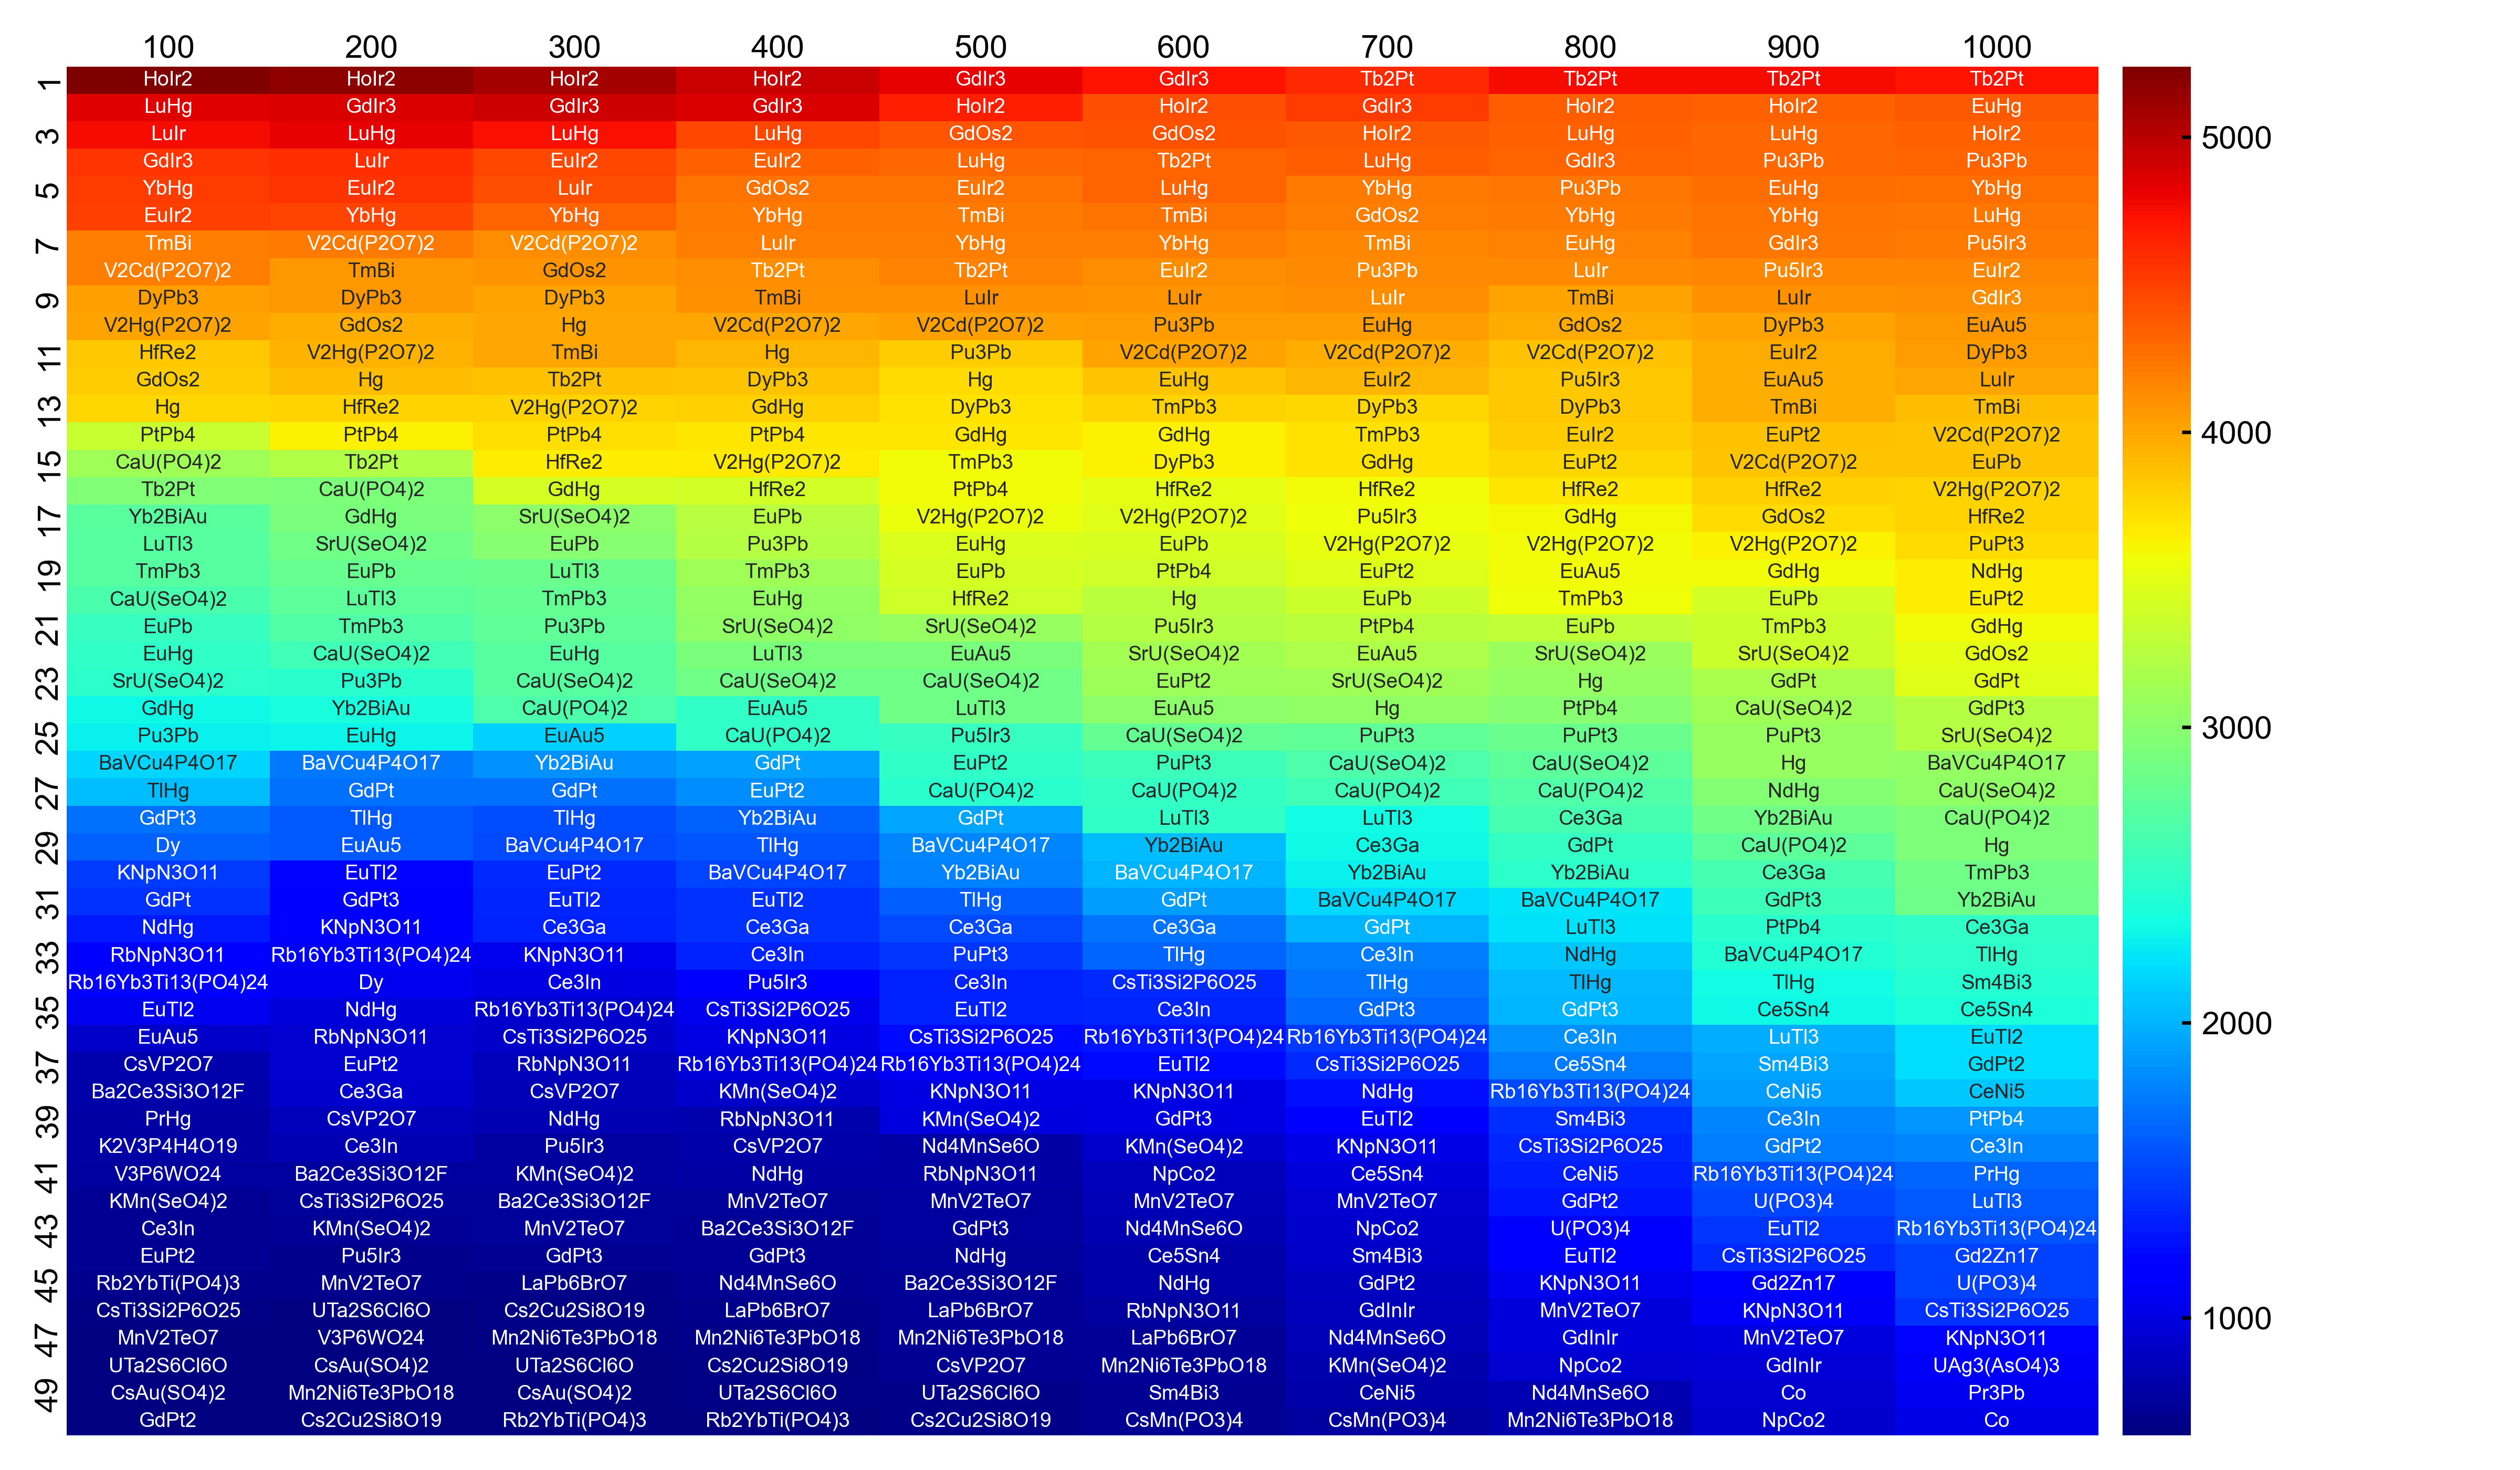 100 200 300 400 500 600 700 800 900 1000
1 HoIr2 HoIr2 HoIr2 HoIr2 GdIr3 GdIr3 Tb2Pt Tb2Pt Tb2Pt Tb2Pt
LuHg GdIr3 GdIr3 GdIr3 HoIr2 HoIr2 GdIr3 HoIr2 HoIr2 EuHg
3 LuIr LuHg LuHg LuHg GdOs2 GdOs2 HoIr2 LuHg LuHg HoIr2 5000
GdIr3 LuIr EuIr2 EuIr2 LuHg Tb2Pt LuHg GdIr3 Pu3Pb Pu3Pb
5 YbHg EuIr2 LuIr GdOs2 EuIr2 LuHg YbHg Pu3Pb EuHg YbHg
EuIr2 YbHg YbHg YbHg TmBi TmBi GdOs2 YbHg YbHg LuHg
7 TmBi V2Cd(P2O7)2 V2Cd(P2O7)2 LuIr YbHg YbHg TmBi EuHg GdIr3 Pu5Ir3
V2Cd(P2O7)2 TmBi GdOs2 Tb2Pt Tb2Pt EuIr2 Pu3Pb LuIr Pu5Ir3 EuIr2
9 DyPb3 DyPb3 DyPb3 TmBi LuIr LuIr LuIr TmBi LuIr GdIr3
V2Hg(P2O7)2 GdOs2 Hg V2Cd(P2O7)2 V2Cd(P2O7)2 Pu3Pb EuHg GdOs2 DyPb3 EuAu5
11 HfRe2 V2Hg(P2O7)2 TmBi Hg Pu3Pb V2Cd(P2O7)2 V2Cd(P2O7)2 V2Cd(P2O7)2 EuIr2 DyPb3
GdOs2 Hg Tb2Pt DyPb3 Hg EuHg EuIr2 Pu5Ir3 EuAu5 LuIr
13 Hg HfRe2 V2Hg(P2O7)2 GdHg DyPb3 TmPb3 DyPb3 DyPb3 TmBi TmBi
PtPb4 PtPb4 PtPb4 PtPb4 GdHg GdHg TmPb3 EuIr2 EuPt2 V2Cd(P2O7)2 4000
15 CaU(PO4)2 Tb2Pt HfRe2 V2Hg(P2O7)2 TmPb3 DyPb3 GdHg EuPt2 V2Cd(P2O7)2 EuPb
Tb2Pt CaU(PO4)2 GdHg HfRe2 PtPb4 HfRe2 HfRe2 HfRe2 HfRe2 V2Hg(P2O7)2
17 Yb2BiAu GdHg SrU(SeO4)2 EuPb V2Hg(P2O7)2 V2Hg(P2O7)2 Pu5Ir3 GdHg GdOs2 HfRe2
LuTl3 SrU(SeO4)2 EuPb Pu3Pb EuHg EuPb V2Hg(P2O7)2 V2Hg(P2O7)2 V2Hg(P2O7)2 PuPt3
19 TmPb3 EuPb LuTl3 TmPb3 EuPb PtPb4 EuPt2 EuAu5 GdHg NdHg
CaU(SeO4)2 LuTl3 TmPb3 EuHg HfRe2 Hg EuPb TmPb3 EuPb EuPt2
21 EuPb TmPb3 Pu3Pb SrU(SeO4)2 SrU(SeO4)2 Pu5Ir3 PtPb4 EuPb TmPb3 GdHg
EuHg CaU(SeO4)2 EuHg LuTl3 EuAu5 SrU(SeO4)2 EuAu5 SrU(SeO4)2 SrU(SeO4)2 GdOs2
23 SrU(SeO4)2 Pu3Pb CaU(SeO4)2 CaU(SeO4)2 CaU(SeO4)2 EuPt2 SrU(SeO4)2 Hg GdPt GdPt
GdHg Yb2BiAu CaU(PO4)2 EuAu5 LuTl3 EuAu5 Hg PtPb4 CaU(SeO4)2 GdPt3
25 Pu3Pb EuHg EuAu5 CaU(PO4)2 Pu5Ir3 CaU(SeO4)2 PuPt3 PuPt3 PuPt3 SrU(SeO4)2 3000
BaVCu4P4O17 BaVCu4P4O17 Yb2BiAu GdPt EuPt2 PuPt3 CaU(SeO4)2 CaU(SeO4)2 Hg BaVCu4P4O17
27 TlHg GdPt GdPt EuPt2 CaU(PO4)2 CaU(PO4)2 CaU(PO4)2 CaU(PO4)2 NdHg CaU(SeO4)2
GdPt3 TlHg TlHg Yb2BiAu GdPt LuTl3 LuTl3 Ce3Ga Yb2BiAu CaU(PO4)2
29 Dy EuAu5 BaVCu4P4O17 TlHg BaVCu4P4O17 Yb2BiAu Ce3Ga GdPt CaU(PO4)2 Hg
KNpN3O11 EuTl2 EuPt2 BaVCu4P4O17 Yb2BiAu BaVCu4P4O17 Yb2BiAu Yb2BiAu Ce3Ga TmPb3
31 GdPt GdPt3 EuTl2 EuTl2 TlHg GdPt BaVCu4P4O17 BaVCu4P4O17 GdPt3 Yb2BiAu
NdHg KNpN3O11 Ce3Ga Ce3Ga Ce3Ga Ce3Ga GdPt LuTl3 PtPb4 Ce3Ga
33 RbNpN3O11 Rb16Yb3Ti13(PO4)24 KNpN3O11 Ce3In PuPt3 TlHg Ce3In NdHg BaVCu4P4O17 TlHg
Rb16Yb3Ti13(PO4)24 Dy Ce3In Pu5Ir3 Ce3In CsTi3Si2P6O25 TlHg TlHg TlHg Sm4Bi3
35 EuTl2 NdHg Rb16Yb3Ti13(PO4)24 CsTi3Si2P6O25 EuTl2 Ce3In GdPt3 GdPt3 Ce5Sn4 Ce5Sn4 2000
EuAu5 RbNpN3O11 CsTi3Si2P6O25 KNpN3O11 CsTi3Si2P6O25 Rb16Yb3Ti13(PO4)24 Rb16Yb3Ti13(PO4)24 Ce3In LuTl3 EuTl2
37 CsVP2O7 EuPt2 RbNpN3O11 Rb16Yb3Ti13(PO4)24 Rb16Yb3Ti13(PO4)24 EuTl2 CsTi3Si2P6O25 Ce5Sn4 Sm4Bi3 GdPt2
Ba2Ce3Si3O12F Ce3Ga CsVP2O7 KMn(SeO4)2 KNpN3O11 KNpN3O11 NdHg Rb16Yb3Ti13(PO4)24 CeNi5 CeNi5
39 PrHg CsVP2O7 NdHg RbNpN3O11 KMn(SeO4)2 GdPt3 EuTl2 Sm4Bi3 Ce3In PtPb4
K2V3P4H4O19 Ce3In Pu5Ir3 CsVP2O7 Nd4MnSe6O KMn(SeO4)2 KNpN3O11 CsTi3Si2P6O25 GdPt2 Ce3In
41 V3P6WO24 Ba2Ce3Si3O12F KMn(SeO4)2 NdHg RbNpN3O11 NpCo2 Ce5Sn4 CeNi5 Rb16Yb3Ti13(PO4)24 PrHg
KMn(SeO4)2 CsTi3Si2P6O25 Ba2Ce3Si3O12F MnV2TeO7 MnV2TeO7 MnV2TeO7 MnV2TeO7 GdPt2 U(PO3)4 LuTl3
43 Ce3In KMn(SeO4)2 MnV2TeO7 Ba2Ce3Si3O12F GdPt3 Nd4MnSe6O NpCo2 U(PO3)4 EuTl2 Rb16Yb3Ti13(PO4)24
EuPt2 Pu5Ir3 GdPt3 GdPt3 NdHg Ce5Sn4 Sm4Bi3 EuTl2 CsTi3Si2P6O25 Gd2Zn17
45 Rb2YbTi(PO4)3 MnV2TeO7 LaPb6BrO7 Nd4MnSe6O Ba2Ce3Si3O12F NdHg GdPt2 KNpN3O11 Gd2Zn17 U(PO3)4
CsTi3Si2P6O25 UTa2S6Cl6O Cs2Cu2Si8O19 LaPb6BrO7 LaPb6BrO7 RbNpN3O11 GdInIr MnV2TeO7 KNpN3O11 CsTi3Si2P6O25 1000
47 MnV2TeO7 V3P6WO24 Mn2Ni6Te3PbO18 Mn2Ni6Te3PbO18 Mn2Ni6Te3PbO18 LaPb6BrO7 Nd4MnSe6O GdInIr MnV2TeO7 KNpN3O11
UTa2S6Cl6O CsAu(SO4)2 UTa2S6Cl6O Cs2Cu2Si8O19 CsVP2O7 Mn2Ni6Te3PbO18 KMn(SeO4)2 NpCo2 GdInIr UAg3(AsO4)3
49 CsAu(SO4)2 Mn2Ni6Te3PbO18 CsAu(SO4)2 UTa2S6Cl6O UTa2S6Cl6O Sm4Bi3 CeNi5 Nd4MnSe6O Co Pr3Pb
GdPt2 Cs2Cu2Si8O19 Rb2YbTi(PO4)3 Rb2YbTi(PO4)3 Cs2Cu2Si8O19 CsMn(PO3)4 CsMn(PO3)4 Mn2Ni6Te3PbO18 NpCo2 Co